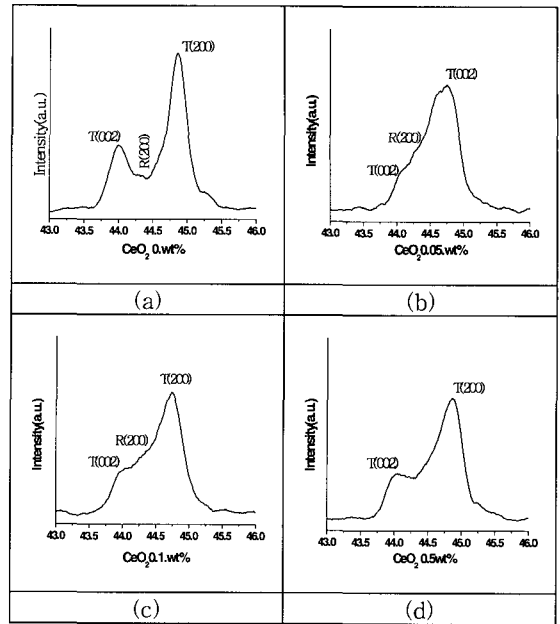 T(200)
T(002)
R(200)
Intensity(a.u.)
43.0 43.5 44.0 44.5 45.0 45.5 46.0
CeO₂ 0.wt%
(a)
T(002)
R(200)
T(002)
Intensity(a.u.)
43.0 43.5 44.0 44.5 45.0 45.5 46.0
CeO₂ 0.05.wt%
(b)
T(200)
R(200)
T(002)
Intensity(a.u.)
43.0 43.5 44.0 44.5 45.0 45.5 46.0
CeO₂ 0.1.wt%
(c)
T(200)
T(002)
Intensity(a.u.)
43.0 43.5 44.0 44.5 45.0 45.5 46.0
CeO₂ 0.5wt%
(d)